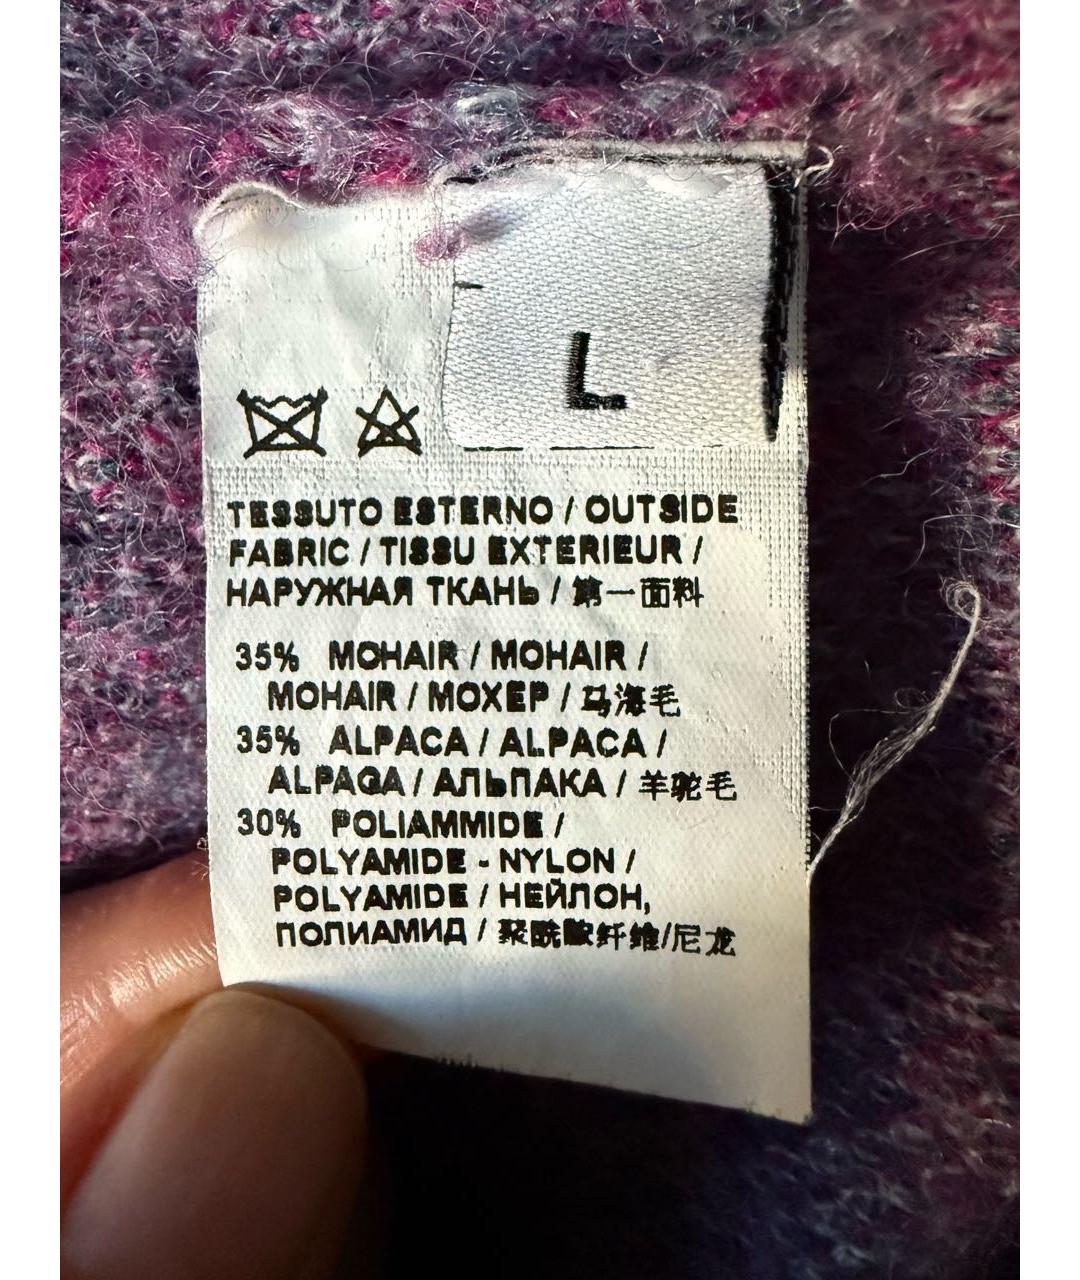 L
TESSUTO ESTERNO / OUTSIDE
FABRIC / TISSU EXTERIEUR /
НАРУЖНАЯ ТКАНЬ / 第一面料
35% MOHAIR / MOHAIR /
MOHAIR / МОХЕР / 马海毛
35% ALPACA / ALPACA /
ALPAGA / АЛЬПАКА / 羊驼毛
30% POLIAMMIDE /
POLYAMIDE - NYLON /
POLYAMIDE / НЕЙЛОН,
ПОЛИАМИД / 聚酰胺纤维/尼龙